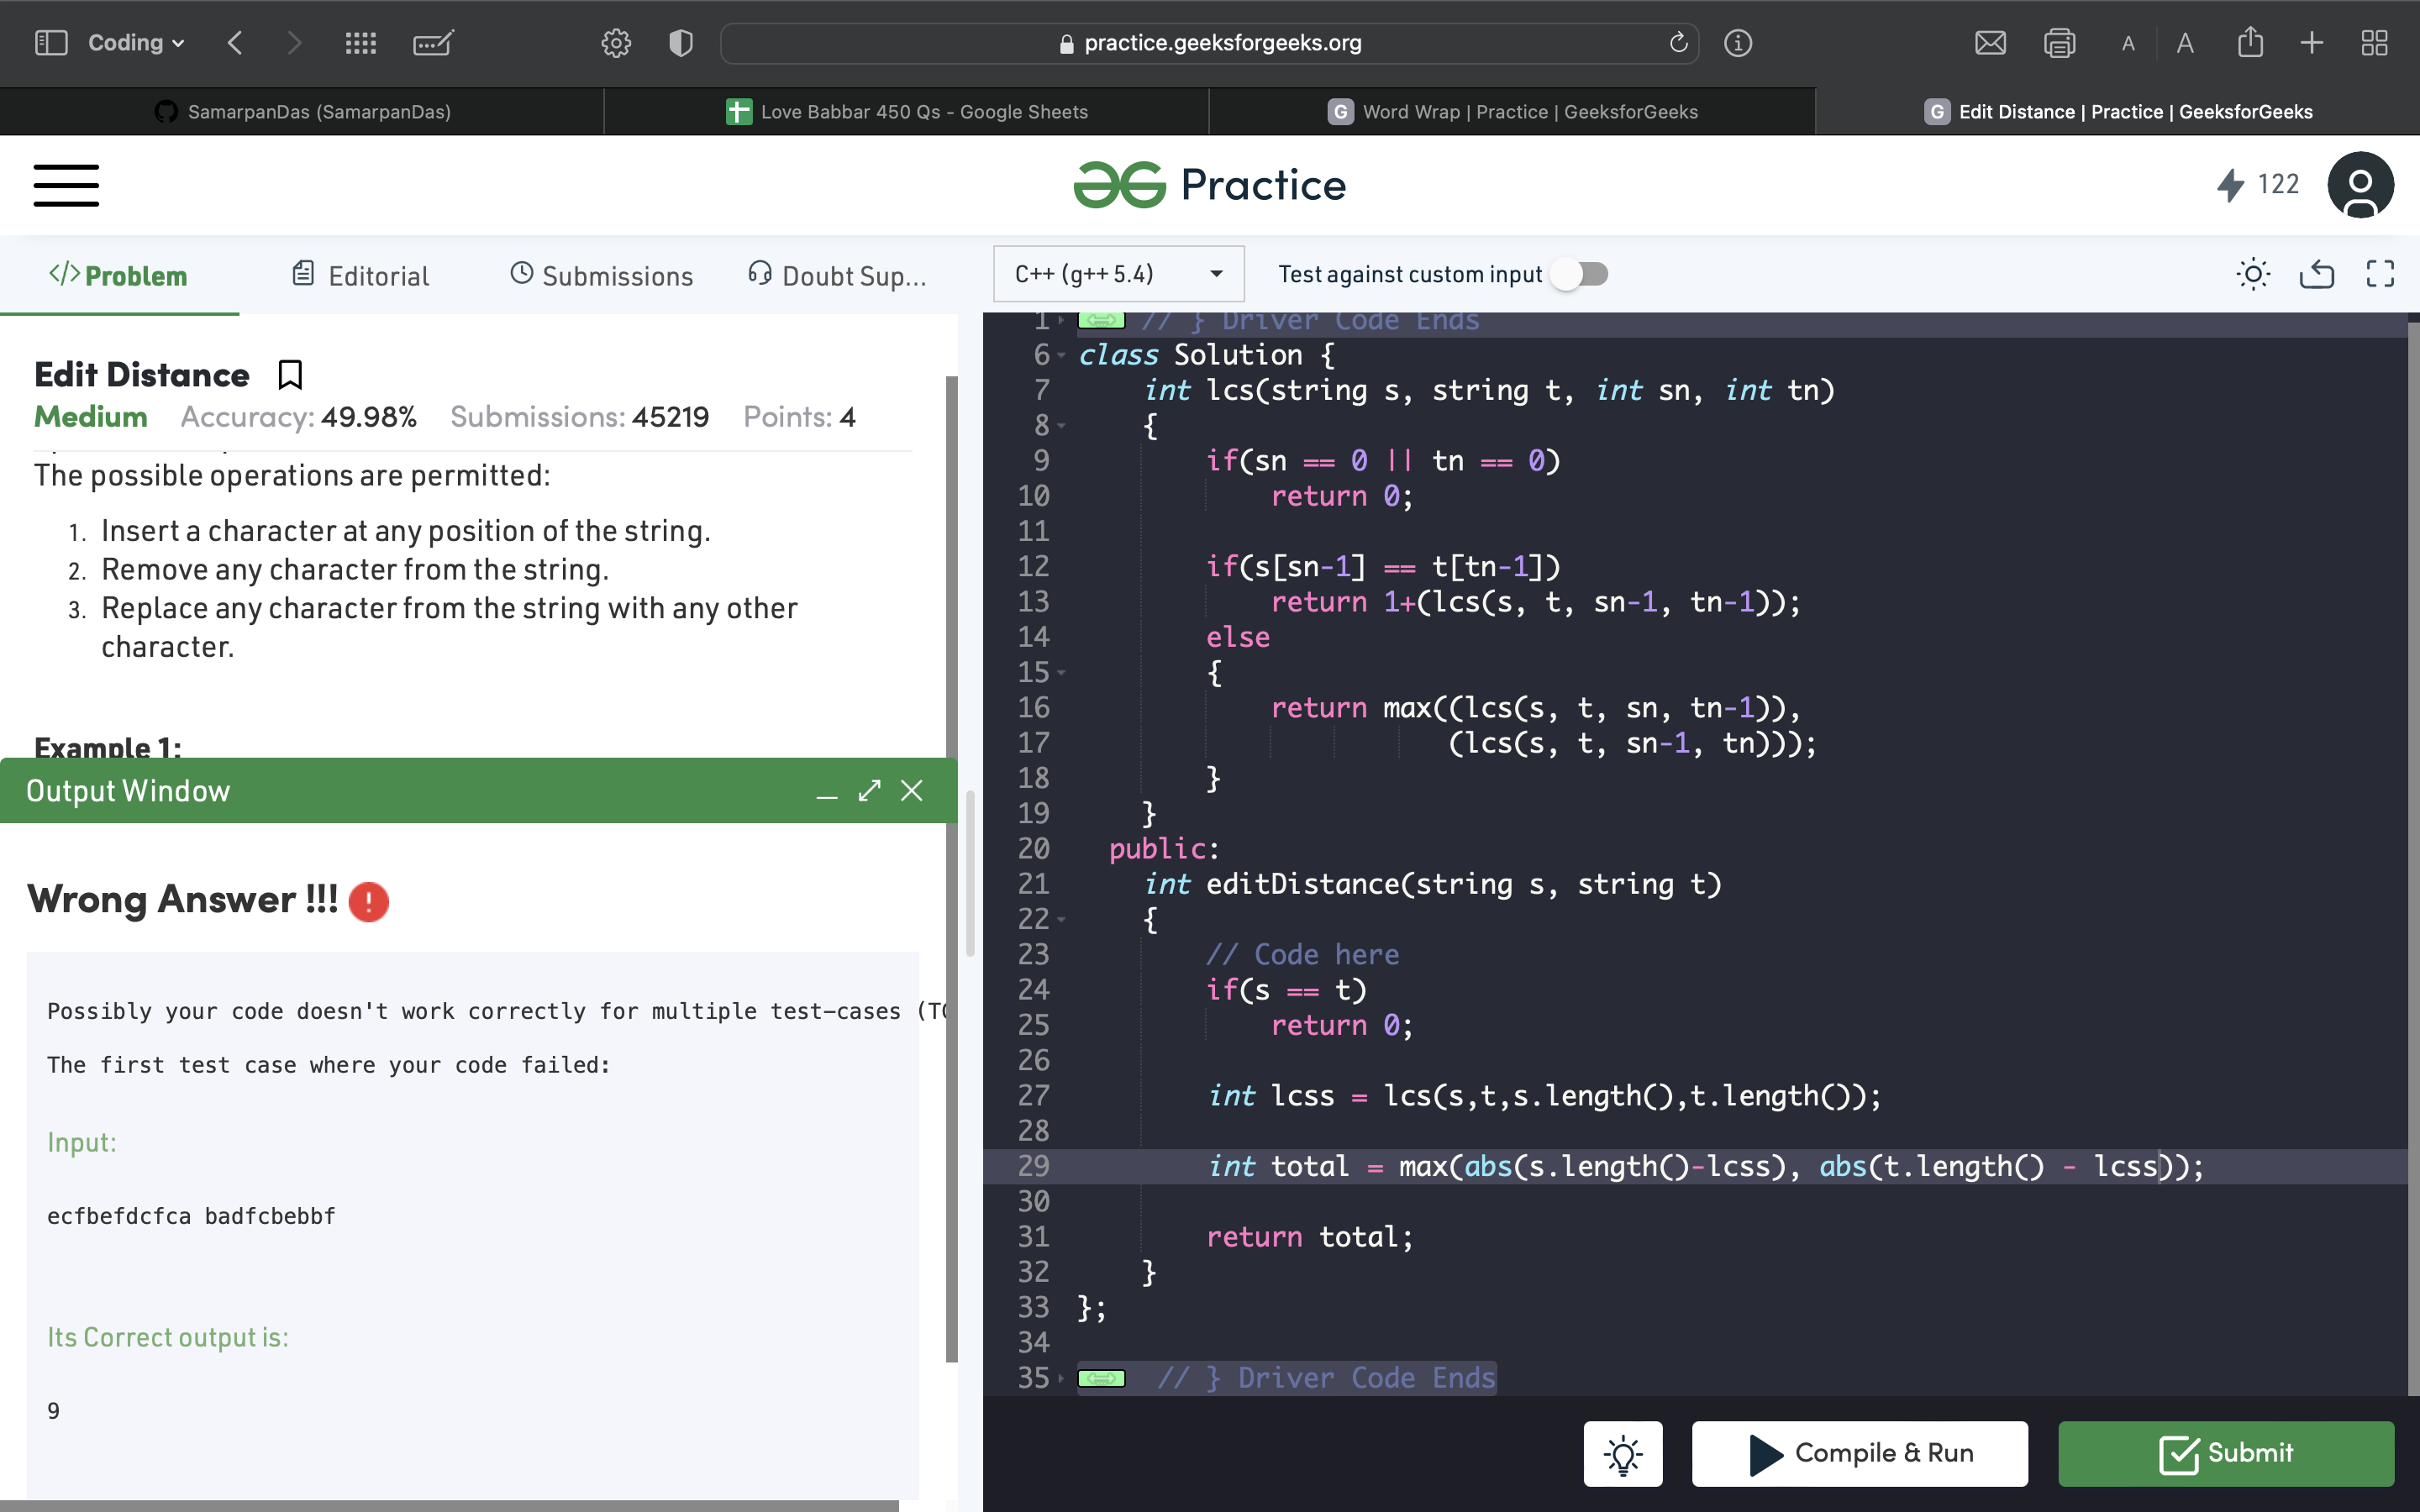 Coding
practice.geeksforgeeks.org
A A
SamarpanDas (SamarpanDas)
Love Babbar 450 Qs - Google Sheets
G Word Wrap | Practice | GeeksforGeeks
G Edit Distance | Practice | GeeksforGeeks
Practice
122
</> Problem
Editorial
Submissions
Doubt Sup...
C++ (g++ 5.4)
Test against custom input
Edit Distance
Medium Accuracy: 49.98% Submissions: 45219 Points: 4
The possible operations are permitted:
1. Insert a character at any position of the string.
2. Remove any character from the string.
3. Replace any character from the string with any other
character.
Example 1:
Output Window
Wrong Answer !!!
Possibly your code doesn't work correctly for multiple test-cases
The first test case where your code failed:
Input:
ecfbefdcfca badfcbebbf
Its Correct output is:
9
1 // } Driver Code Ends
6 class Solution {
7 int lcs(string s, string t, int sn, int tn)
8 {
9 if(sn == 0 || tn == 0)
10 return 0;
11
12 if(s[sn-1] == t[tn-1])
13 return 1+(lcs(s, t, sn-1, tn-1));
14 else
15 {
16 return max((lcs(s, t, sn, tn-1)),
17 (lcs(s, t, sn-1, tn)));
18 }
19 }
20 public:
21 int editDistance(string s, string t)
22 {
23 // Code here
24 if(s == t)
25 return 0;
26
27 int lcss = lcs(s,t,s.length(),t.length());
28
29 int total = max(abs(s.length()-lcss), abs(t.length() - lcss));
30
31 return total;
32 }
33 };
34
35 // } Driver Code Ends
Compile & Run
Submit